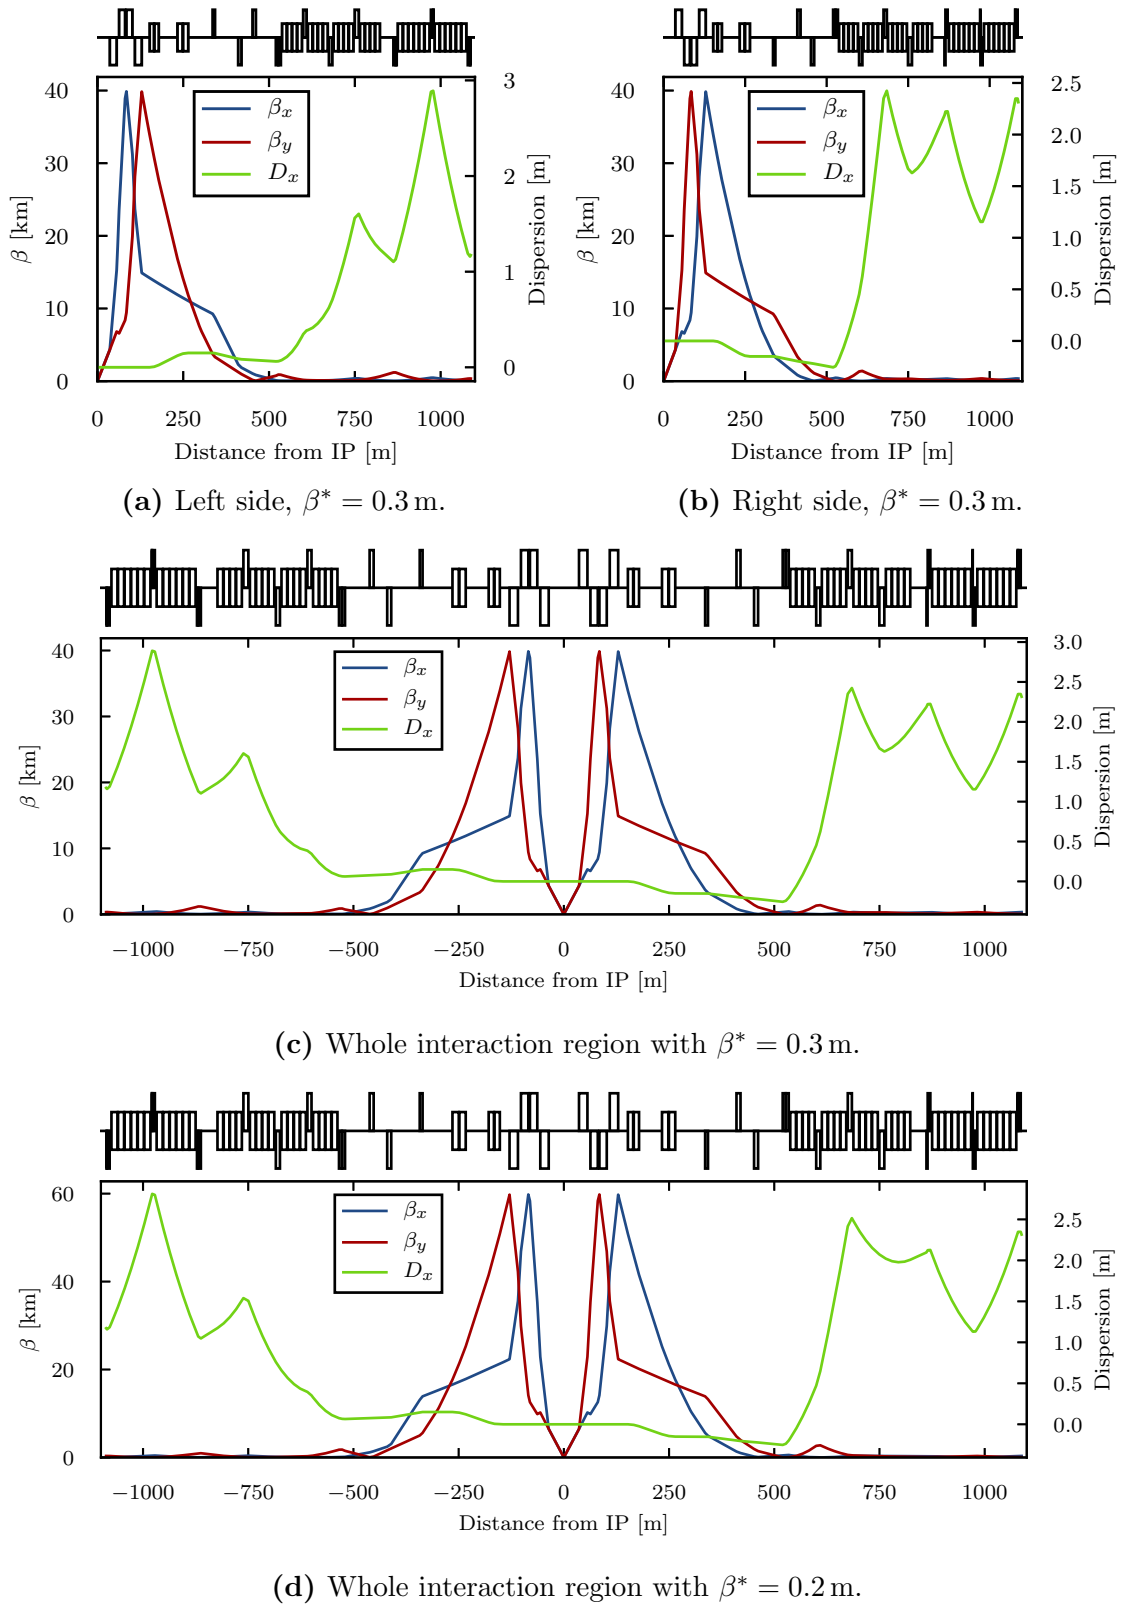 β [km]
40
30
20
10
0
β_x
β_y
D_x
3
2
1
0
Dispersion [m]
0 250 500 750 1000
Distance from IP [m]
(a) Left side, β* = 0.3 m.
β [km]
40
30
20
10
0
β_x
β_y
D_x
2.5
2.0
1.5
1.0
0.5
0.0
Dispersion [m]
0 250 500 750 1000
Distance from IP [m]
(b) Right side, β* = 0.3 m.
β [km]
40
30
20
10
0
β_x
β_y
D_x
3.0
2.5
2.0
1.5
1.0
0.5
0.0
Dispersion [m]
−1000 −750 −500 −250 0 250 500 750 1000
Distance from IP [m]
(c) Whole interaction region with β* = 0.3 m.
β [km]
60
40
20
0
β_x
β_y
D_x
2.5
2.0
1.5
1.0
0.5
0.0
Dispersion [m]
−1000 −750 −500 −250 0 250 500 750 1000
Distance from IP [m]
(d) Whole interaction region with β* = 0.2 m.